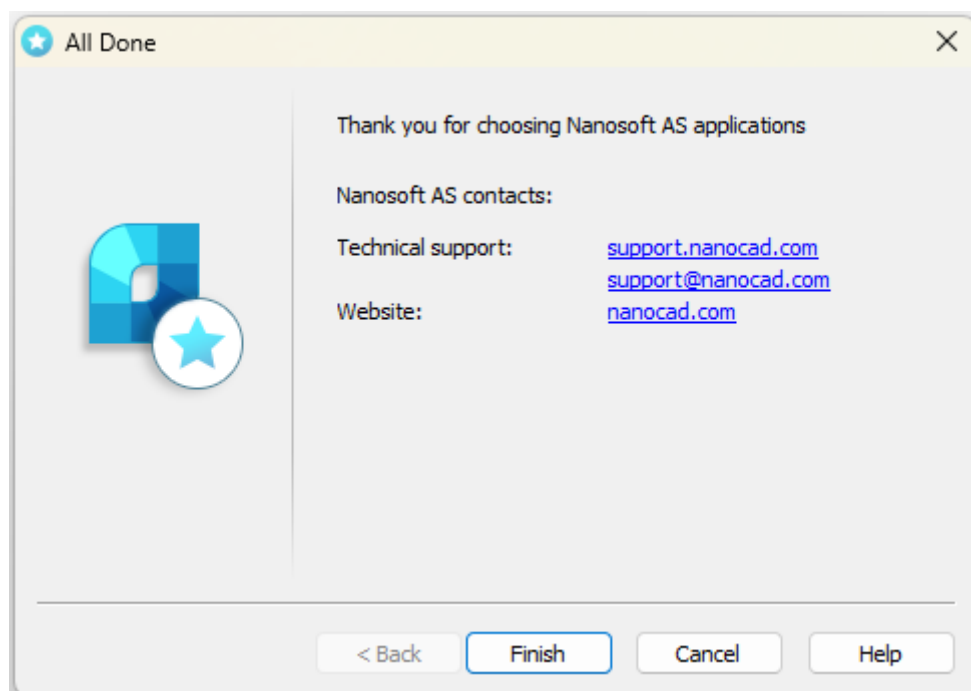 All Done
Thank you for choosing Nanosoft AS applications
Nanosoft AS contacts:
Technical support: support.nanocad.com
support@nanocad.com
Website: nanocad.com
< Back Finish Cancel Help